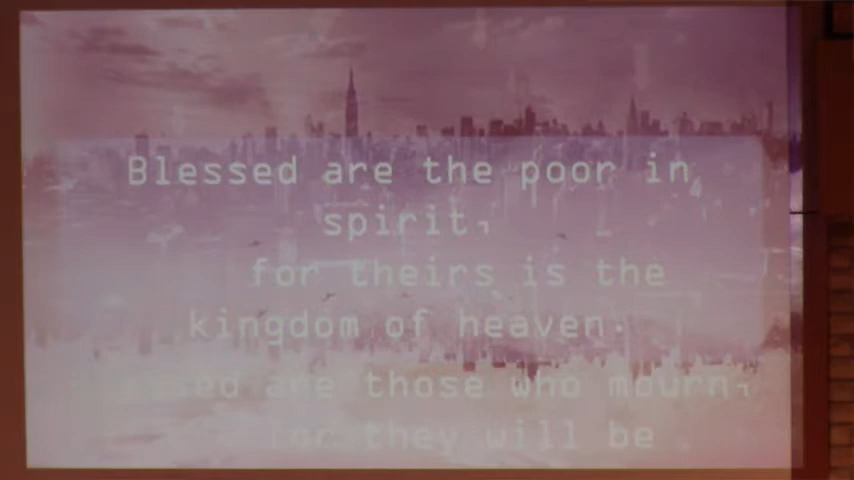 Blessed are the poor in
spirit,
for theirs is the
kingdom of heaven.
Blessed are those who mourn,
for they will be